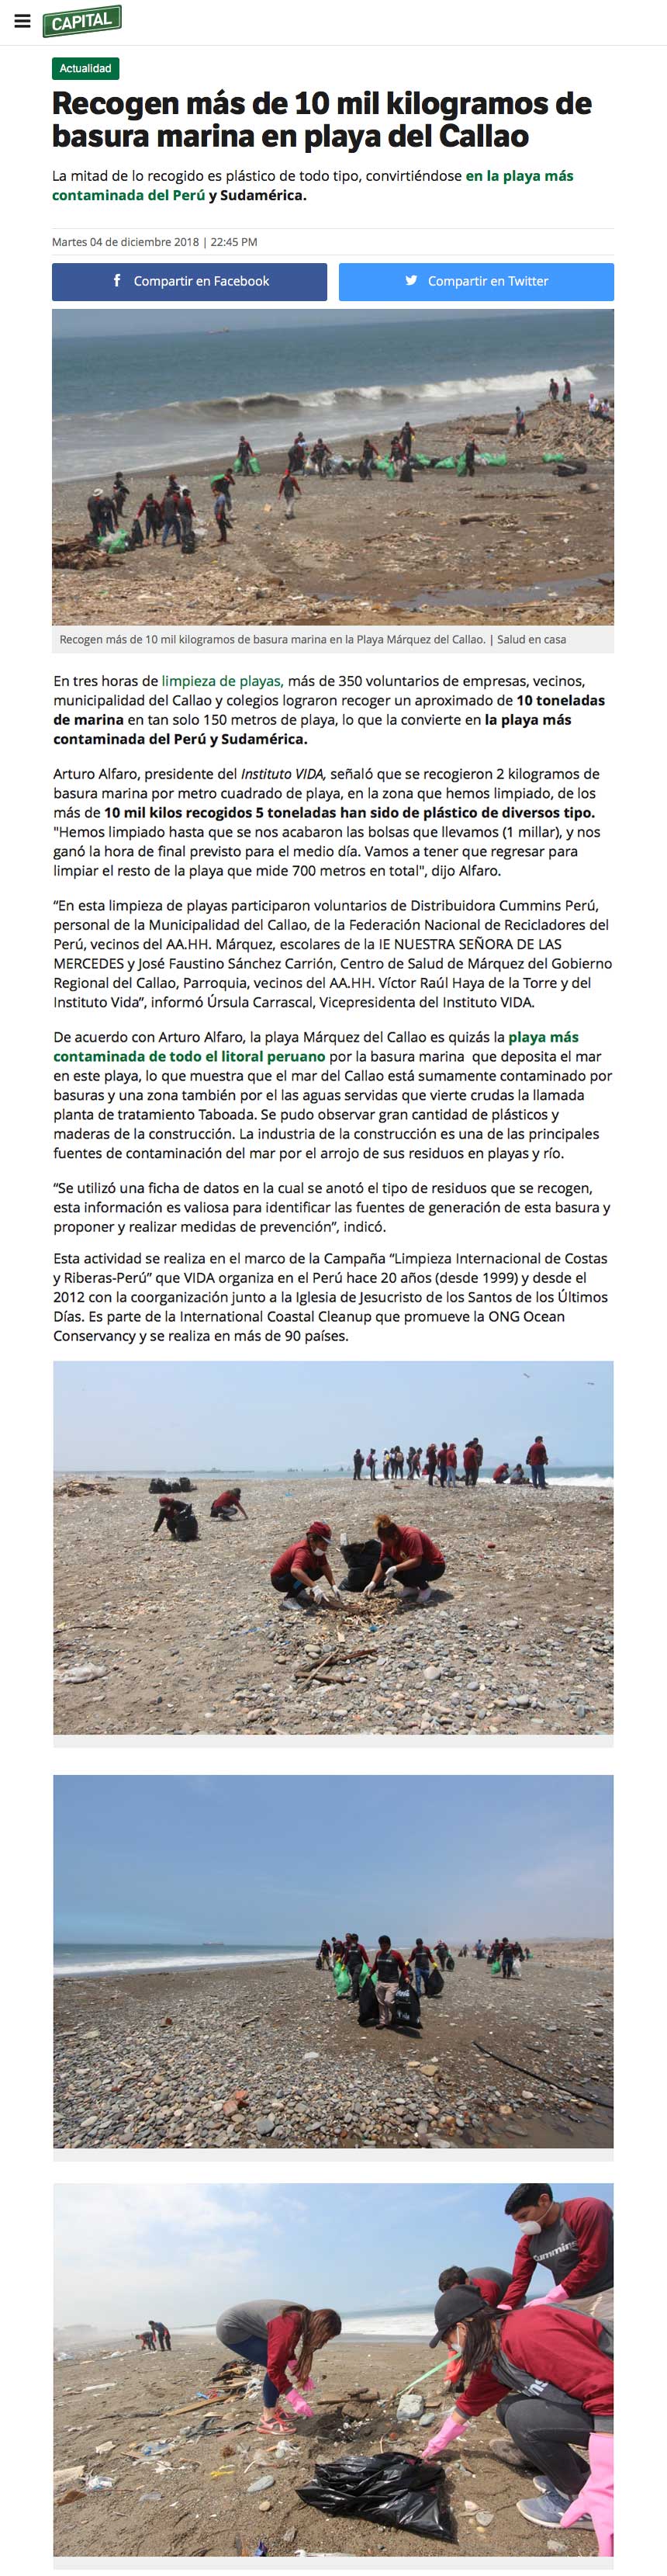 CAPITAL
Actualidad
Recogen más de 10 mil kilogramos de
basura marina en playa del Callao
La mitad de lo recogido es plástico de todo tipo, convirtiéndose en la playa más
contaminada del Perú y Sudamérica.
Martes 04 de diciembre 2018 | 22:45 PM
Compartir en Facebook
Compartir en Twitter
Recogen más de 10 mil kilogramos de basura marina en la Playa Márquez del Callao. | Salud en casa
En tres horas de limpieza de playas, más de 350 voluntarios de empresas, vecinos,
municipalidad del Callao y colegios lograron recoger un aproximado de 10 toneladas
de marina en tan solo 150 metros de playa, lo que la convierte en la playa más
contaminada del Perú y Sudamérica.
Arturo Alfaro, presidente del Instituto VIDA, señaló que se recogieron 2 kilogramos de
basura marina por metro cuadrado de playa, en la zona que hemos limpiado, de los
más de 10 mil kilos recogidos 5 toneladas han sido de plástico de diversos tipo.
"Hemos limpiado hasta que se nos acabaron las bolsas que llevamos (1 millar), y nos
ganó la hora de final previsto para el medio día. Vamos a tener que regresar para
limpiar el resto de la playa que mide 700 metros en total", dijo Alfaro.
“En esta limpieza de playas participaron voluntarios de Distribuidora Cummins Perú,
personal de la Municipalidad del Callao, de la Federación Nacional de Recicladores del
Perú, vecinos del AA.HH. Márquez, escolares de la IE NUESTRA SEÑORA DE LAS
MERCEDES y José Faustino Sánchez Carrión, Centro de Salud de Márquez del Gobierno
Regional del Callao, Parroquia, vecinos del AA.HH. Víctor Raúl Haya de la Torre y del
Instituto Vida”, informó Úrsula Carrascal, Vicepresidenta del Instituto VIDA.
De acuerdo con Arturo Alfaro, la playa Márquez del Callao es quizás la playa más
contaminada de todo el litoral peruano por la basura marina que deposita el mar
en este playa, lo que muestra que el mar del Callao está sumamente contaminado por
basuras y una zona también por el las aguas servidas que vierte crudas la llamada
planta de tratamiento Taboada. Se pudo observar gran cantidad de plásticos y
maderas de la construcción. La industria de la construcción es una de las principales
fuentes de contaminación del mar por el arrojo de sus residuos en playas y río.
“Se utilizó una ficha de datos en la cual se anotó el tipo de residuos que se recogen,
esta información es valiosa para identificar las fuentes de generación de esta basura y
proponer y realizar medidas de prevención”, indicó.
Esta actividad se realiza en el marco de la Campaña “Limpieza Internacional de Costas
y Riberas-Perú” que VIDA organiza en el Perú hace 20 años (desde 1999) y desde el
2012 con la coorganización junto a la Iglesia de Jesucristo de los Santos de los Últimos
Días. Es parte de la International Coastal Cleanup que promueve la ONG Ocean
Conservancy y se realiza en más de 90 países.